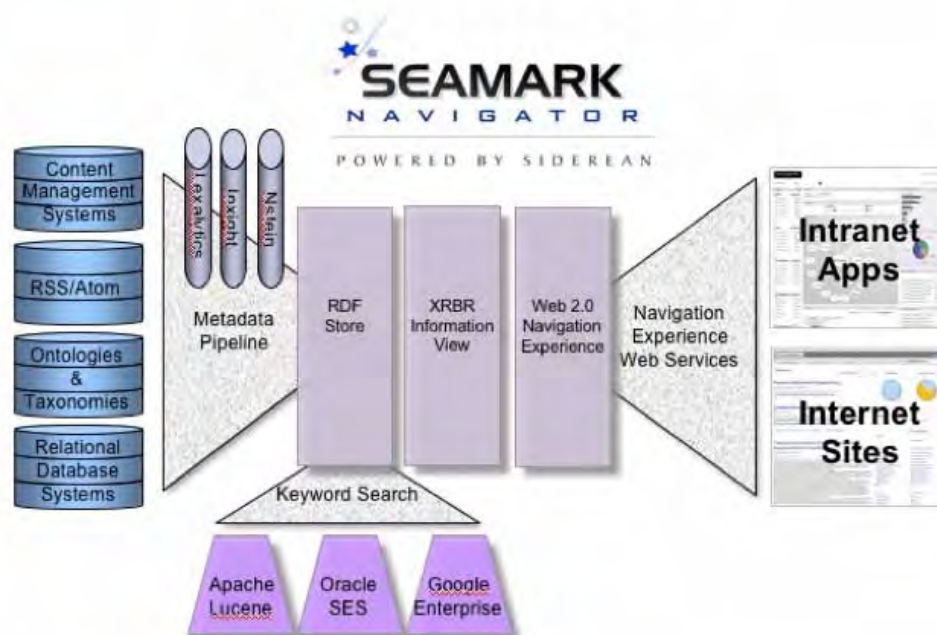 SEAMARK
NAVIGATOR
POWERED BY SIDEREAN
Content
Management
Systems
RSS/Atom
Ontologies
&
Taxonomies
Relational
Database
Systems
Lexalytics
Inxight
Nstein
Metadata
Pipeline
RDF
Store
XRBR
Information
View
Web 2.0
Navigation
Experience
Navigation
Experience
Web Services
Intranet
Apps
Internet
Sites
Keyword Search
Apache
Lucene
Oracle
SES
Google
Enterprise